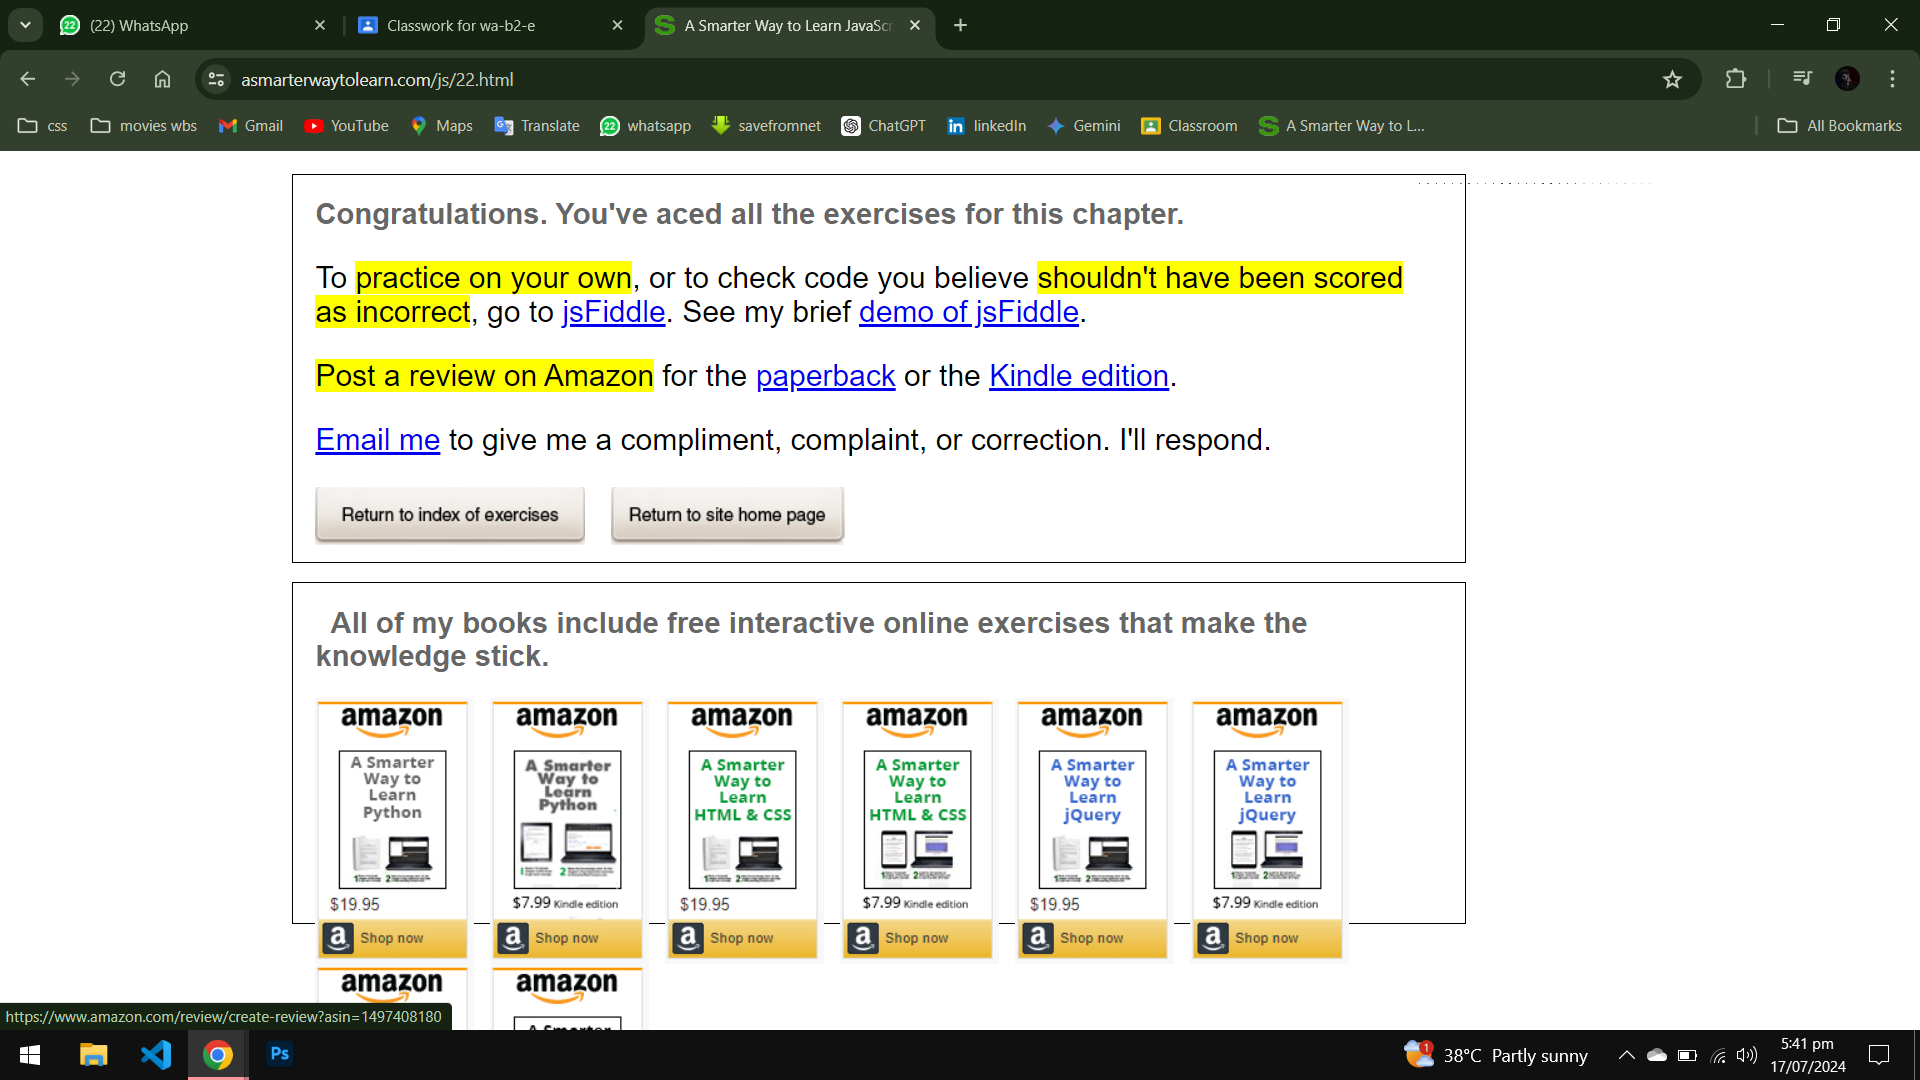 (22) WhatsApp
Classwork for wa-b2-e
A Smarter Way to Learn JavaScr
asmarterwaytolearn.com/js/22.html
css
movies wbs
Gmail
YouTube
Maps
Translate
whatsapp
savefromnet
ChatGPT
linkedIn
Gemini
Classroom
A Smarter Way to L...
All Bookmarks
Congratulations. You've aced all the exercises for this chapter.
To practice on your own, or to check code you believe shouldn't have been scored
as incorrect, go to jsFiddle. See my brief demo of jsFiddle.
Post a review on Amazon for the paperback or the Kindle edition.
Email me to give me a compliment, complaint, or correction. I'll respond.
Return to index of exercises
Return to site home page
All of my books include free interactive online exercises that make the
knowledge stick.
amazon
A Smarter
Way to
Learn
Python
$19.95
Shop now
amazon
A Smarter
Way to
Learn
Python
$7.99 Kindle edition
Shop now
amazon
A Smarter
Way to
Learn
HTML & CSS
$19.95
Shop now
amazon
A Smarter
Way to
Learn
HTML & CSS
$7.99 Kindle edition
Shop now
amazon
A Smarter
Way to
Learn
jQuery
$19.95
Shop now
amazon
A Smarter
Way to
Learn
jQuery
$7.99 Kindle edition
Shop now
amazon
amazon
https://www.amazon.com/review/create-review?asin=1497408180
Ps
1
38°C Partly sunny
5:41 pm
17/07/2024